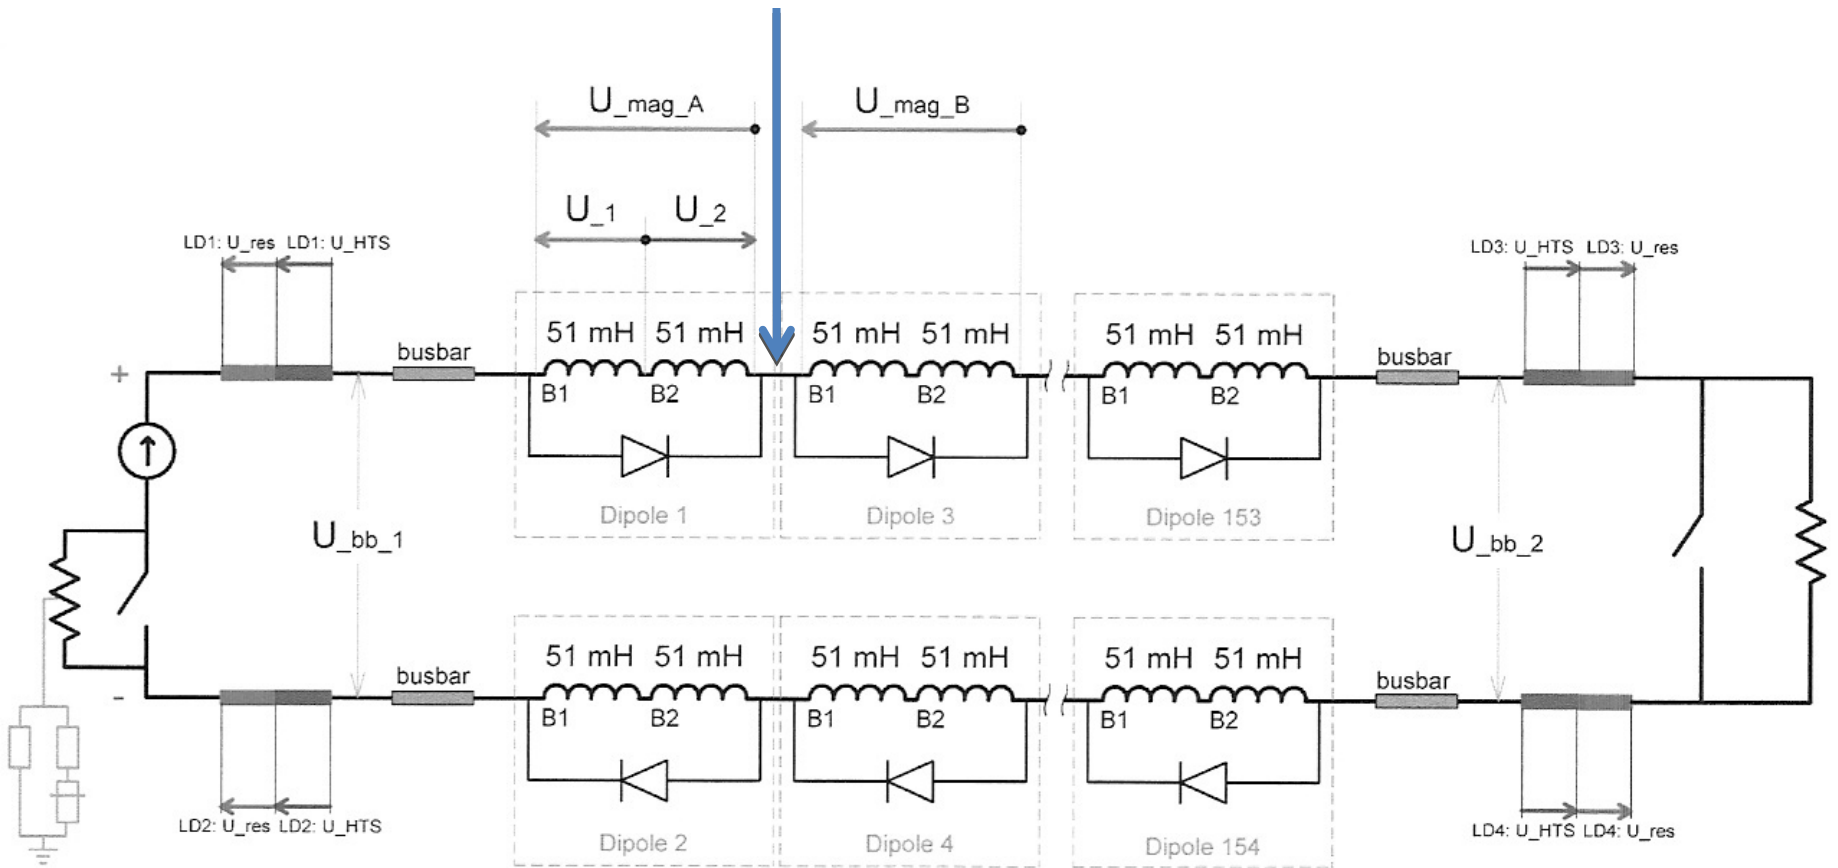 U_mag_A U_mag_B
U_1 U_2
LD1: U_res LD1: U_HTS
LD3: U_HTS LD3: U_res
51 mH 51 mH 51 mH 51 mH 51 mH 51 mH
busbar busbar
+
B1 B2 B1 B2 B1 B2
Dipole 1 Dipole 3 Dipole 153
U_bb_1 U_bb_2
51 mH 51 mH 51 mH 51 mH 51 mH 51 mH
busbar busbar
-
B1 B2 B1 B2 B1 B2
LD2: U_res LD2: U_HTS
LD4: U_HTS LD4: U_res
Dipole 2 Dipole 4 Dipole 154